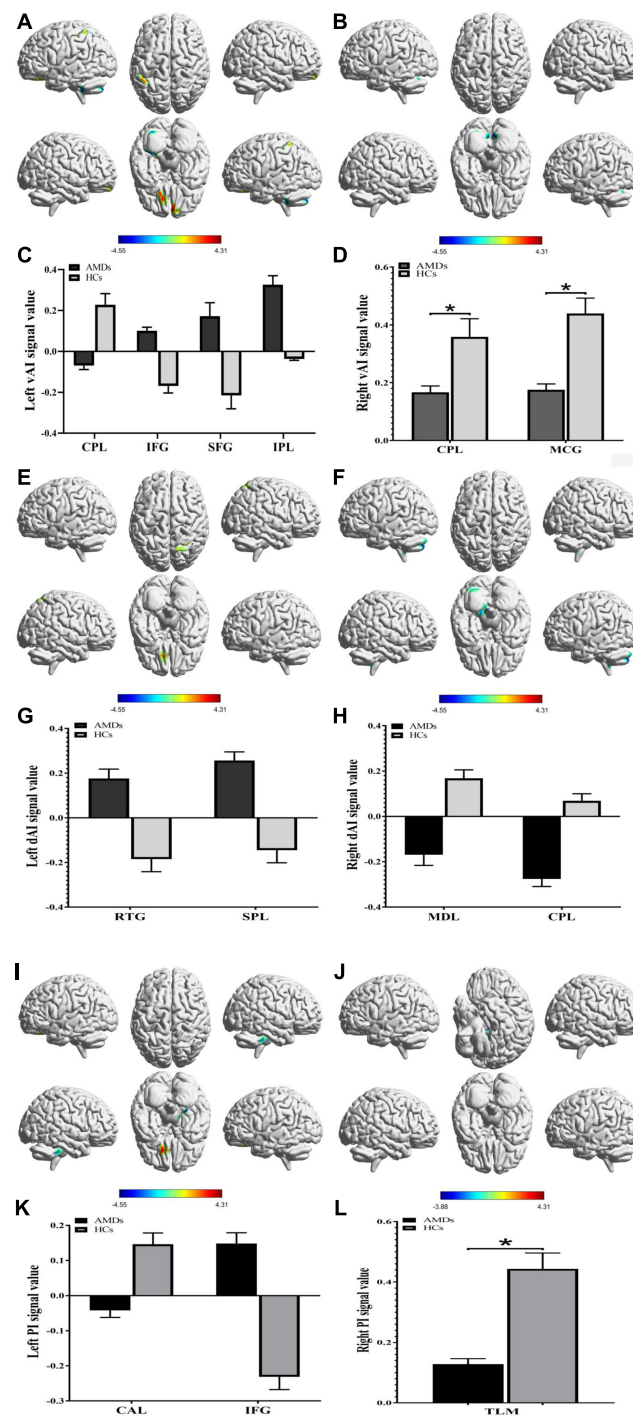 A
B
-4.55 4.31
-4.55 4.31
C
AMDs
HCs
Left vAI signal value
0.4
0.2
0.0
-0.2
-0.4
CPL IFG SFG IPL
D
AMDs
HCs
Right vAI signal value
0.6
0.4
0.2
0.0
* *
CPL MCG
E
F
-4.55 4.31
-4.55 4.31
G
AMDs
HCs
Left dAI signal value
0.4
0.2
0.0
-0.2
-0.4
RTG SPL
H
AMDs
HCs
Right dAI signal value
0.4
0.2
0.0
-0.2
-0.4
MDL CPL
I
J
-4.55 4.31
-3.88 4.31
K
AMDs
HCs
Left PI signal value
0.2
0.1
0.0
-0.1
-0.2
-0.3
CAL IFG
L
AMDs
HCs
Right PI signal value
0.6
0.4
0.2
0.0
*
TLM